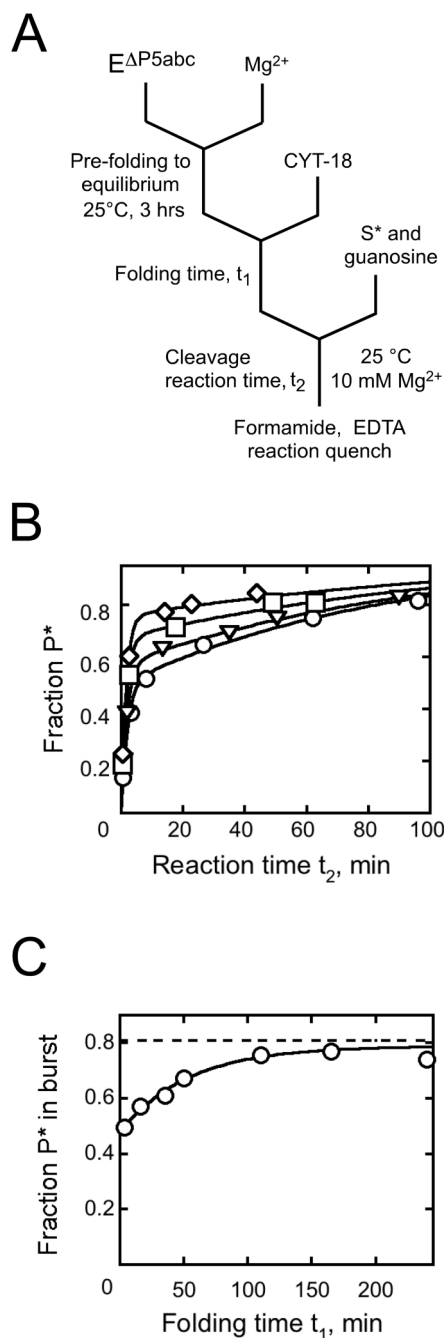 A
E^ΔP5abc
Mg²⁺
Pre-folding to
equilibrium
25°C, 3 hrs
CYT-18
Folding time, t₁
S* and
guanosine
Cleavage
reaction time, t₂
25 °C
10 mM Mg²⁺
Formamide, EDTA
reaction quench
B
Fraction P*
0.8
0.6
0.4
0.2
0
20
40
60
80
100
Reaction time t₂, min
C
Fraction P* in burst
0.8
0.6
0.4
0.2
0
50
100
150
200
Folding time t₁, min